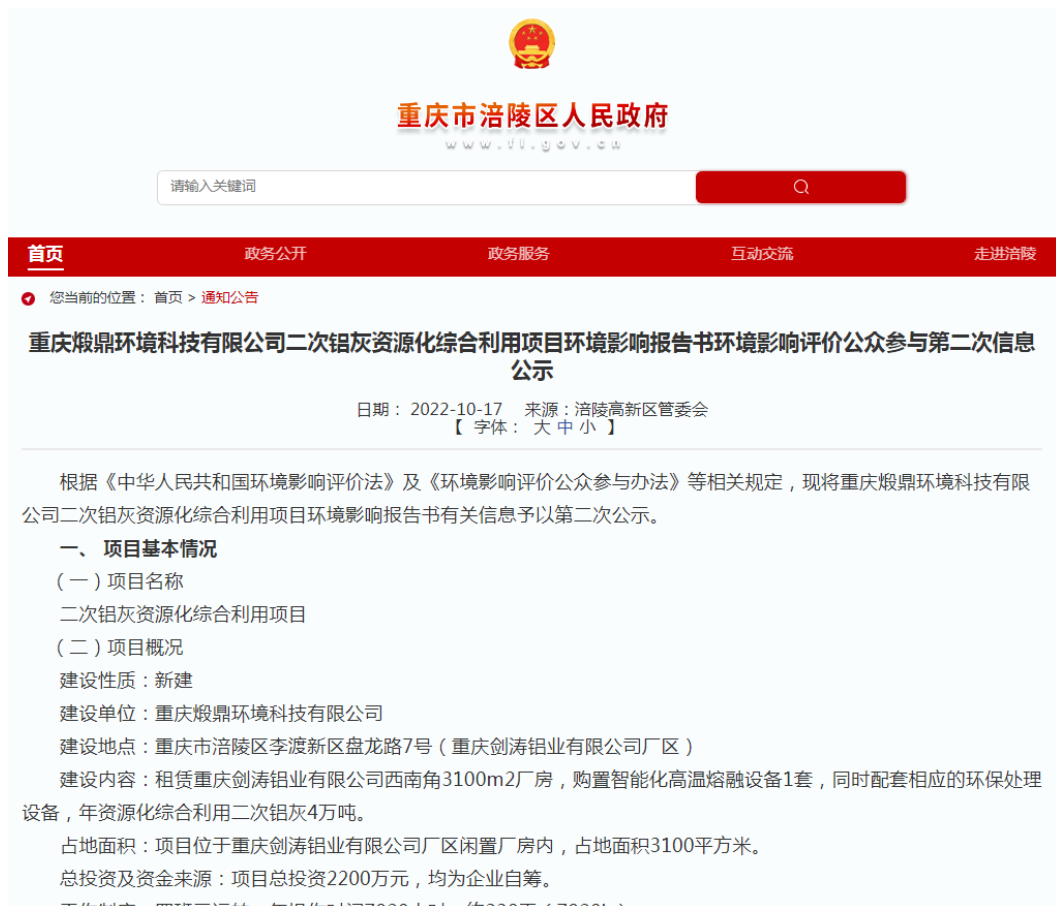 重庆市涪陵区人民政府
www.fl.gov.cn
请输入关键词
首页 政务公开 政务服务 互动交流 走进涪陵
您当前的位置： 首页 > 通知公告
重庆煅鼎环境科技有限公司二次铝灰资源化综合利用项目环境影响报告书环境影响评价公众参与第二次信息
公示
日期： 2022-10-17 来源：涪陵高新区管委会
【 字体： 大 中 小 】
根据《中华人民共和国环境影响评价法》及《环境影响评价公众参与办法》等相关规定，现将重庆煅鼎环境科技有限
公司二次铝灰资源化综合利用项目环境影响报告书有关信息予以第二次公示。
一、 项目基本情况
（一）项目名称
二次铝灰资源化综合利用项目
（二）项目概况
建设性质：新建
建设单位：重庆煅鼎环境科技有限公司
建设地点：重庆市涪陵区李渡新区盘龙路7号（重庆剑涛铝业有限公司厂区）
建设内容：租赁重庆剑涛铝业有限公司西南角3100m2厂房，购置智能化高温熔融设备1套，同时配套相应的环保处理
设备，年资源化综合利用二次铝灰4万吨。
占地面积：项目位于重庆剑涛铝业有限公司厂区闲置厂房内，占地面积3100平方米。
总投资及资金来源：项目总投资2200万元，均为企业自筹。